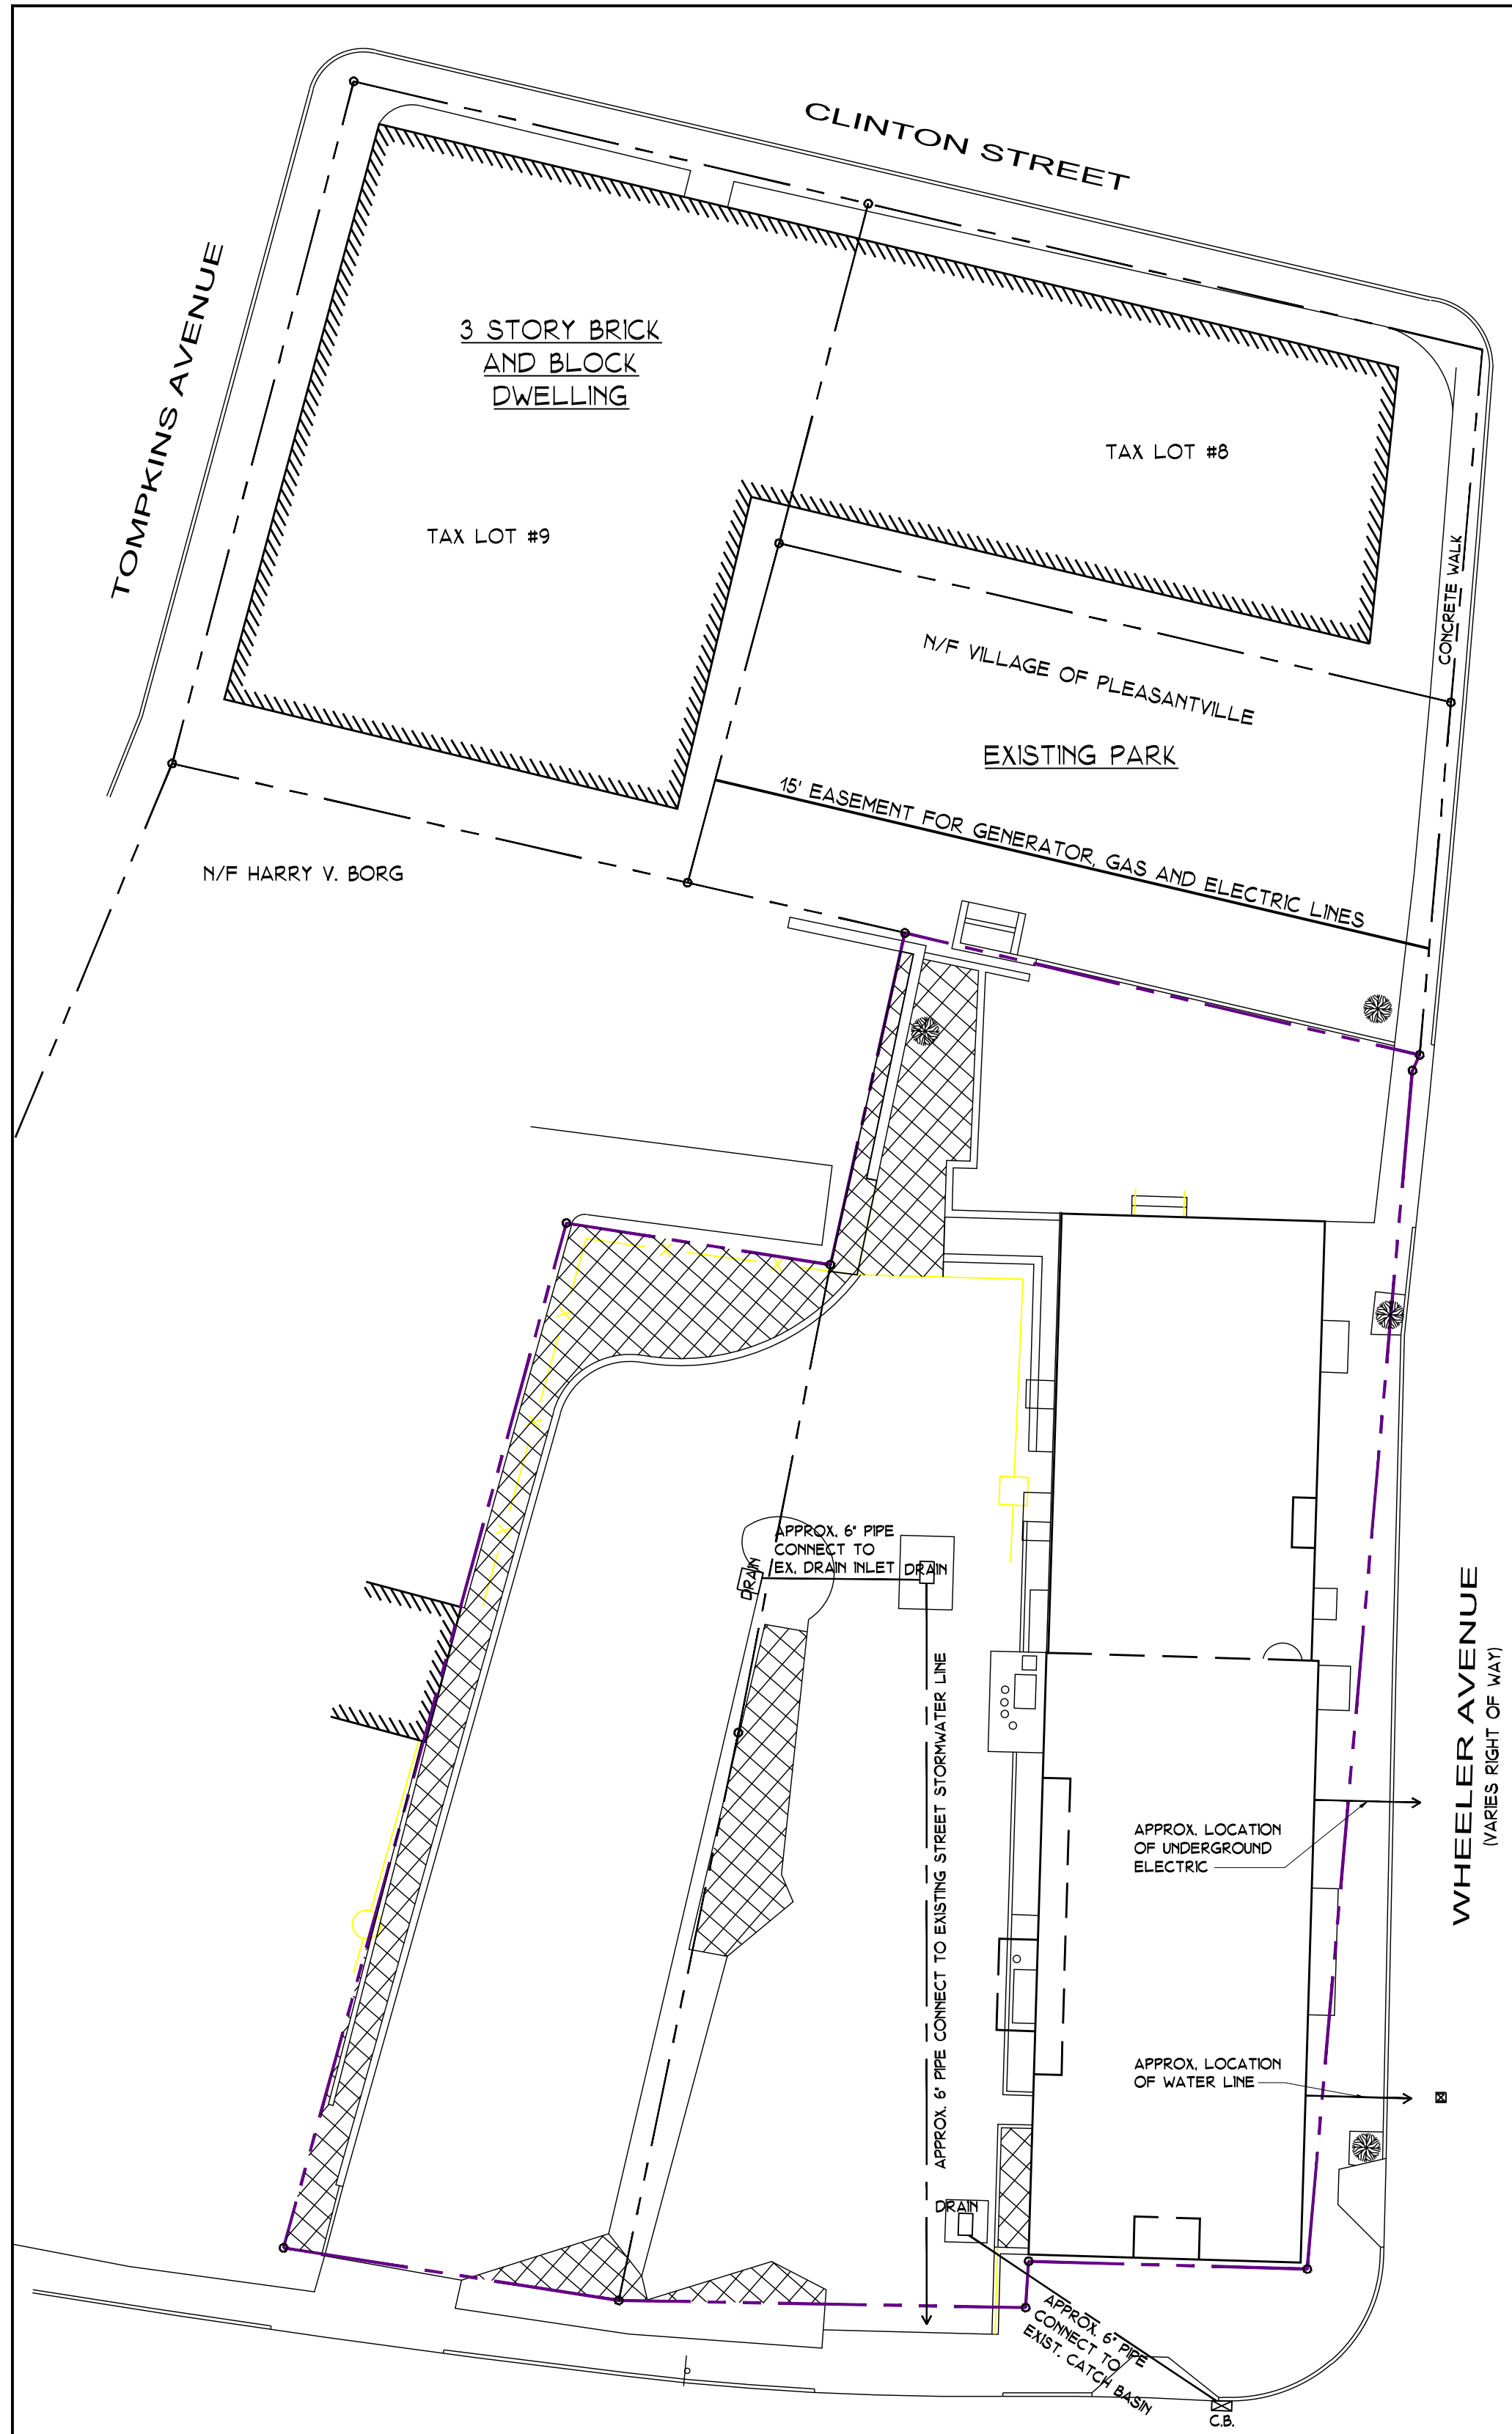 CLINTON STREET
TOMPKINS AVENUE
3 STORY BRICK
AND BLOCK
DWELLING
TAX LOT #8
TAX LOT #9
CONCRETE WALK
N/F VILLAGE OF PLEASANTVILLE
EXISTING PARK
15' EASEMENT FOR GENERATOR, GAS AND ELECTRIC LINES
N/F HARRY V. BORG
APPROX. 6" PIPE
CONNECT TO
EX. DRAIN INLET
DRAIN
DRAIN
APPROX. 6" PIPE CONNECT TO EXISTING STREET STORMWATER LINE
WHEELER AVENUE
(VARIES RIGHT OF WAY)
APPROX. LOCATION
OF UNDERGROUND
ELECTRIC
APPROX. LOCATION
OF WATER LINE
DRAIN
APPROX. 6" PIPE
CONNECT TO
EXIST. CATCH BASIN
C.B.